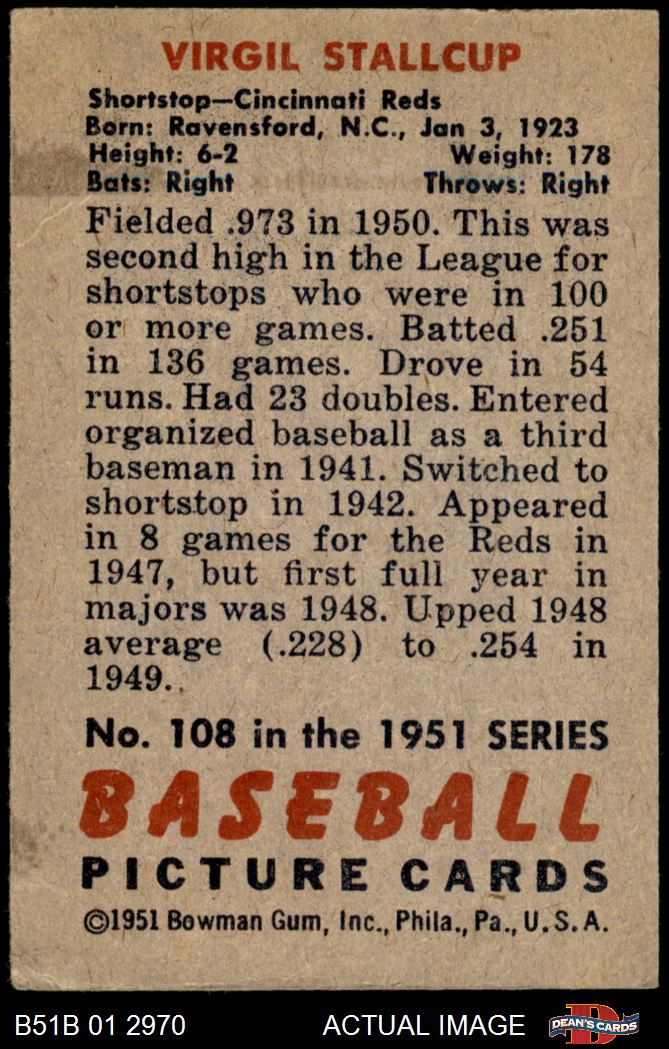 VIRGIL STALLCUP
Shortstop—Cincinnati Reds
Born: Ravensford, N.C., Jan 3, 1923
Height: 6-2 Weight: 178
Bats: Right Throws: Right
Fielded .973 in 1950. This was
second high in the League for
shortstops who were in 100
or more games. Batted .251
in 136 games. Drove in 54
runs. Had 23 doubles. Entered
organized baseball as a third
baseman in 1941. Switched to
shortstop in 1942. Appeared
in 8 games for the Reds in
1947, but first full year in
majors was 1948. Upped 1948
average (.228) to .254 in
1949.
No. 108 in the 1951 SERIES
BASEBALL
PICTURE CARDS
©1951 Bowman Gum, Inc., Phila., Pa., U.S.A.
B51B 01 2970 ACTUAL IMAGE DEAN'S CARDS